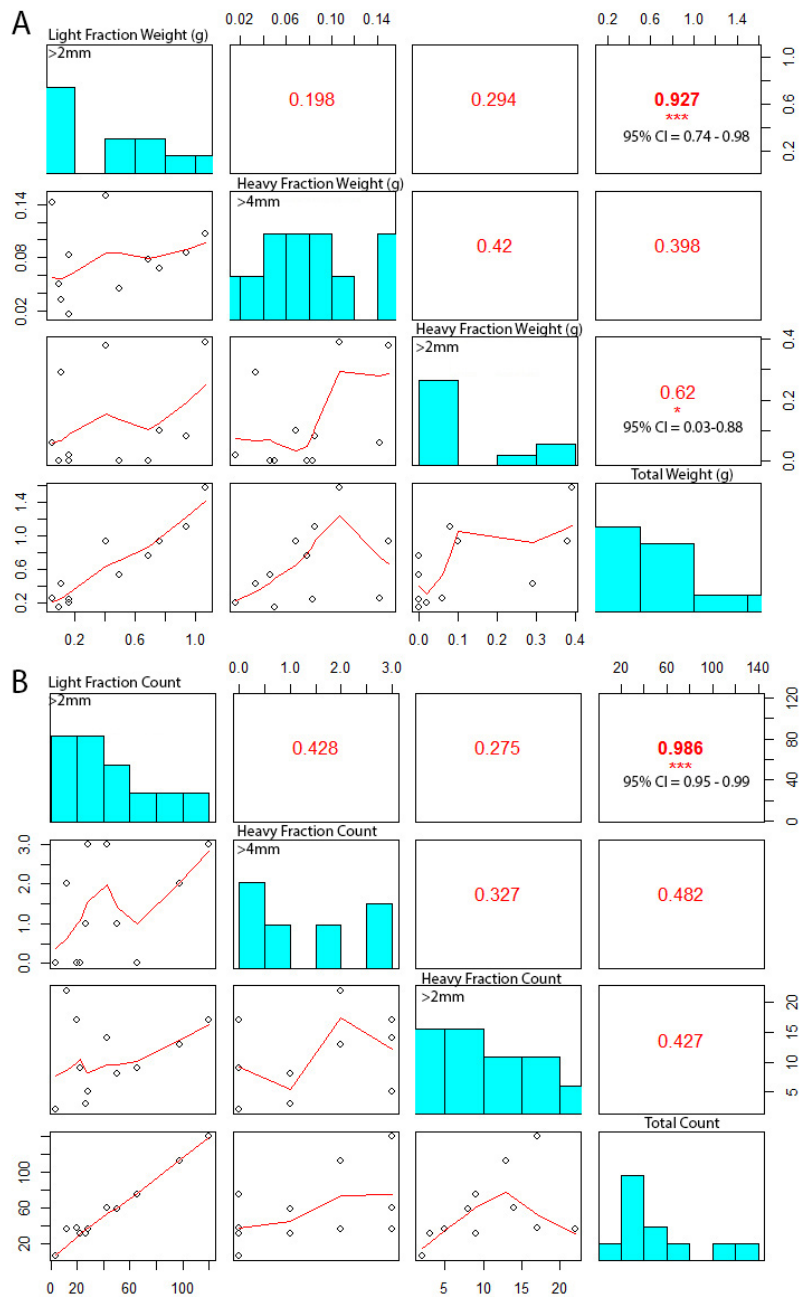 A
0.02 0.06 0.10 0.14
0.2 0.6 1.0 1.4
Light Fraction Weight (g)
>2mm
0.198
0.294
0.927
***
95% CI = 0.74 - 0.98
0.2 0.6 1.0
Heavy Fraction Weight (g)
>4mm
0.02 0.08 0.14
0.42
0.398
Heavy Fraction Weight (g)
>2mm
0.62
*
95% CI = 0.03-0.88
0.0 0.2 0.4
Total Weight (g)
0.2 0.6 1.0 1.4
0.2 0.6 1.0
0.0 0.1 0.2 0.3 0.4
B
0.0 1.0 2.0 3.0
20 60 100 140
Light Fraction Count
>2mm
0.428
0.275
0.986
***
95% CI = 0.95 - 0.99
0 40 80 120
Heavy Fraction Count
>4mm
0.0 1.0 2.0 3.0
0.327
0.482
Heavy Fraction Count
>2mm
0.427
5 10 15 20
Total Count
20 60 100
0 20 40 60 80 100
5 10 15 20